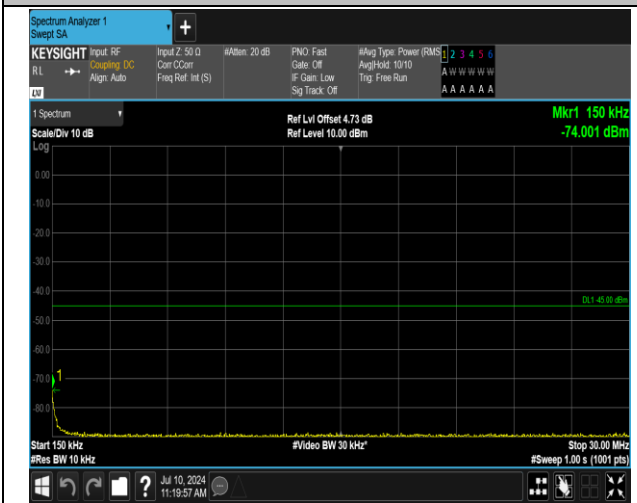 Spectrum Analyzer 1
Swept SA
+
KEYSIGHT
RL
LXI
Input: RF
Coupling: DC
Align: Auto
Input Z: 50 Ω
Corr CCorr
Freq Ref: Int (S)
#Atten: 20 dB
PNO: Fast
Gate: Off
IF Gain: Low
Sig Track: Off
#Avg Type: Power (RMS
Avg|Hold: 10/10
Trig: Free Run
1 2 3 4 5 6
A W W W W W
A A A A A A
1 Spectrum
Scale/Div 10 dB
Log
Ref Lvl Offset 4.73 dB
Ref Level 10.00 dBm
Mkr1 150 kHz
-74.001 dBm
0.00
-10.0
-20.0
-30.0
-40.0
DL1 -45.00 dBm
-50.0
-60.0
-70.0
1
-80.0
Start 150 kHz
#Res BW 10 kHz
#Video BW 30 kHz*
Stop 30.00 MHz
#Sweep 1.00 s (1001 pts)
?
Jul 10, 2024
11:19:57 AM